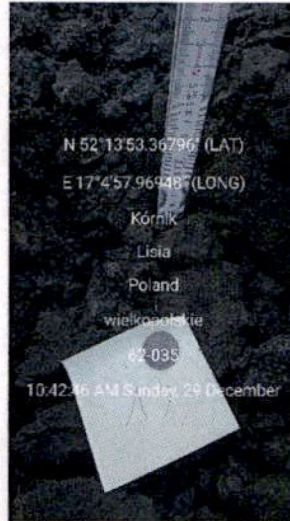 N 52°13'53.36796" (LAT)
E 17°4'57.96948" (LONG)
Kórnik
Lisia
Poland
wielkopolskie
62-035
10:42:46 AM Sunday, 29 December